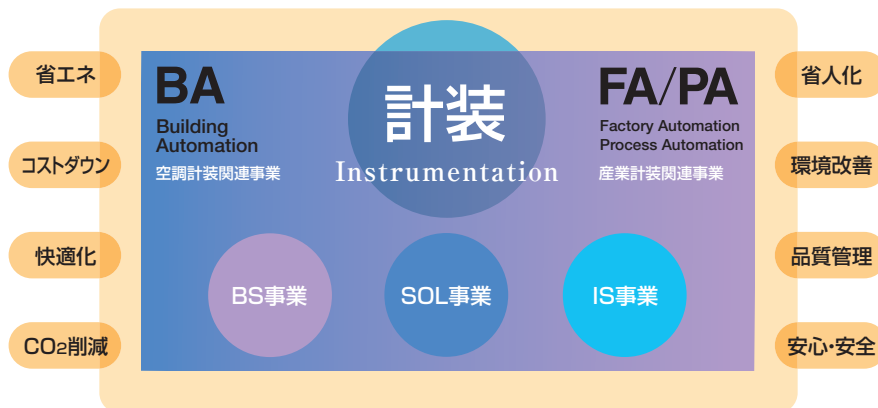 省エネ
コストダウン
快適化
CO2削減
BA
Building
Automation
空調計装関連事業
計装
Instrumentation
FA/PA
Factory Automation
Process Automation
産業計装関連事業
BS事業
SOL事業
IS事業
省人化
環境改善
品質管理
安心・安全